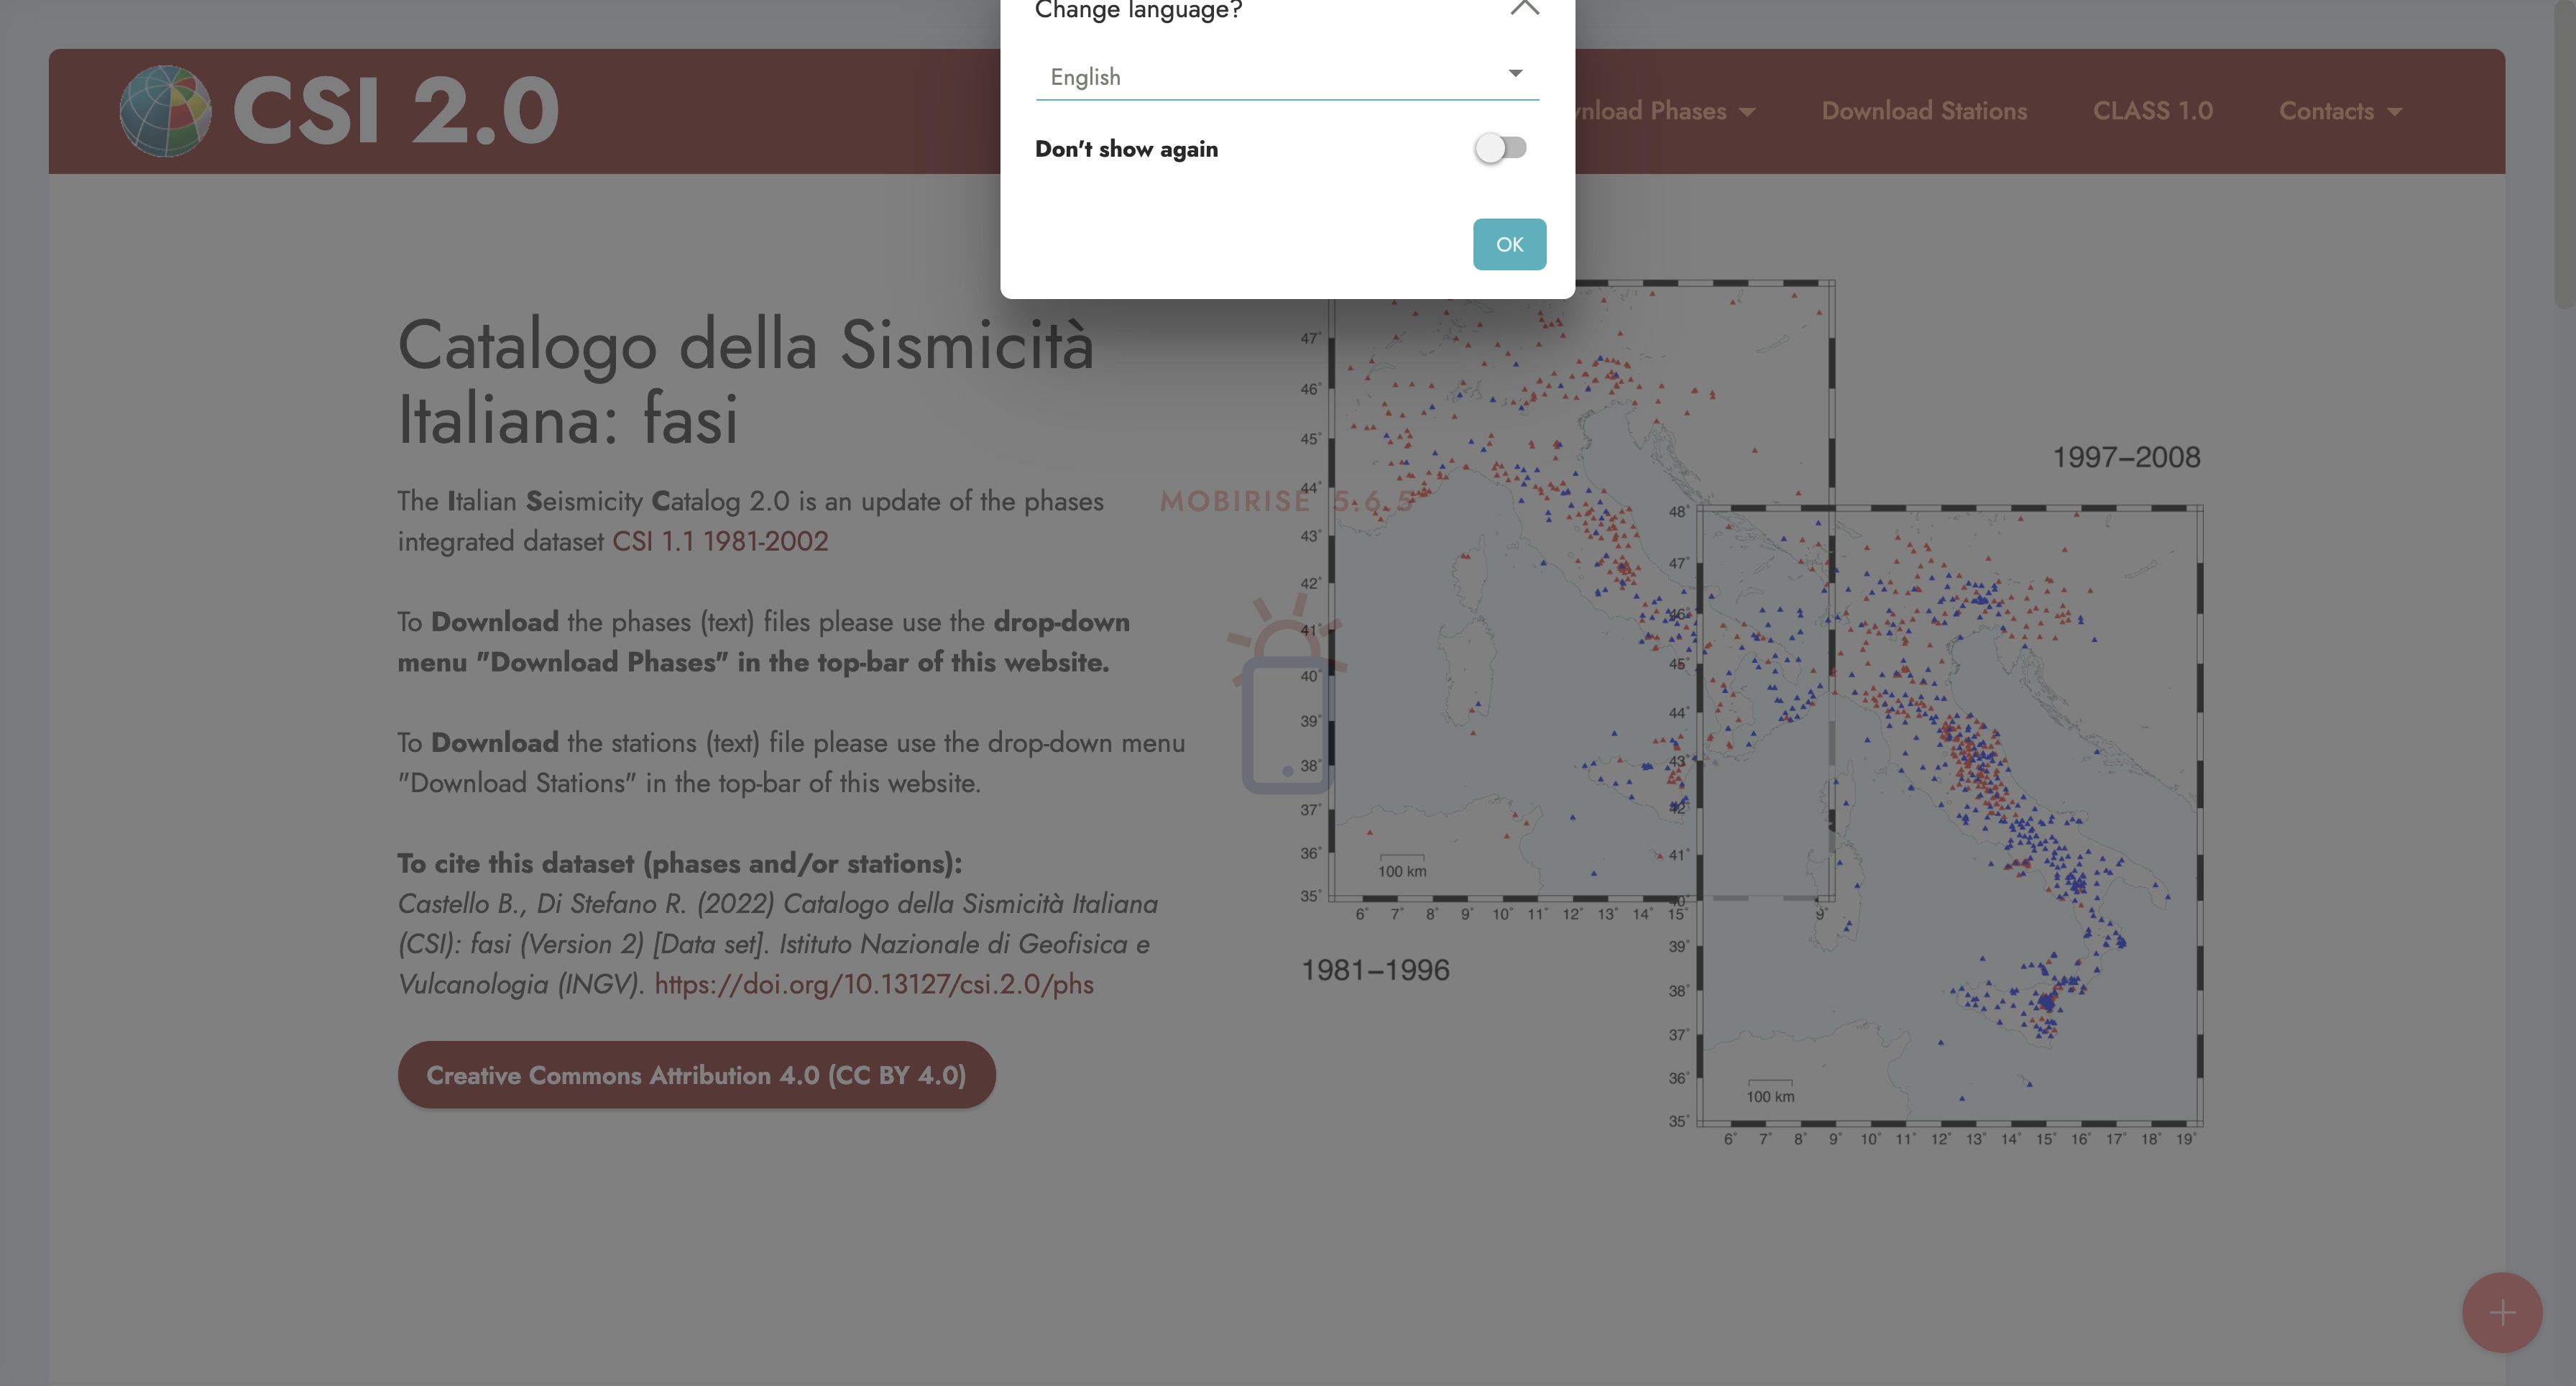 Change language?
English
Don't show again
OK
CSI 2.0
wnload Phases
Download Stations
CLASS 1.0
Contacts
Catalogo della Sismicità
Italiana: fasi
The Italian Seismicity Catalog 2.0 is an update of the phases
integrated dataset CSI 1.1 1981-2002
To Download the phases (text) files please use the drop-down
menu "Download Phases" in the top-bar of this website.
To Download the stations (text) file please use the drop-down menu
"Download Stations" in the top-bar of this website.
To cite this dataset (phases and/or stations):
Castello B., Di Stefano R. (2022) Catalogo della Sismicità Italiana
(CSI): fasi (Version 2) [Data set]. Istituto Nazionale di Geofisica e
Vulcanologia (INGV). https://doi.org/10.13127/csi.2.0/phs
Creative Commons Attribution 4.0 (CC BY 4.0)
MOBIRISE 5.6.5
47°
46°
45°
44°
43°
42°
41°
40°
39°
38°
37°
36°
35°
100 km
6° 7° 8° 9° 10° 11° 12° 13° 14° 15°
9°
1981–1996
1997–2008
48°
47°
46°
45°
44°
43°
42°
41°
40°
39°
38°
37°
36°
35°
100 km
6° 7° 8° 9° 10° 11° 12° 13° 14° 15° 16° 17° 18° 19°